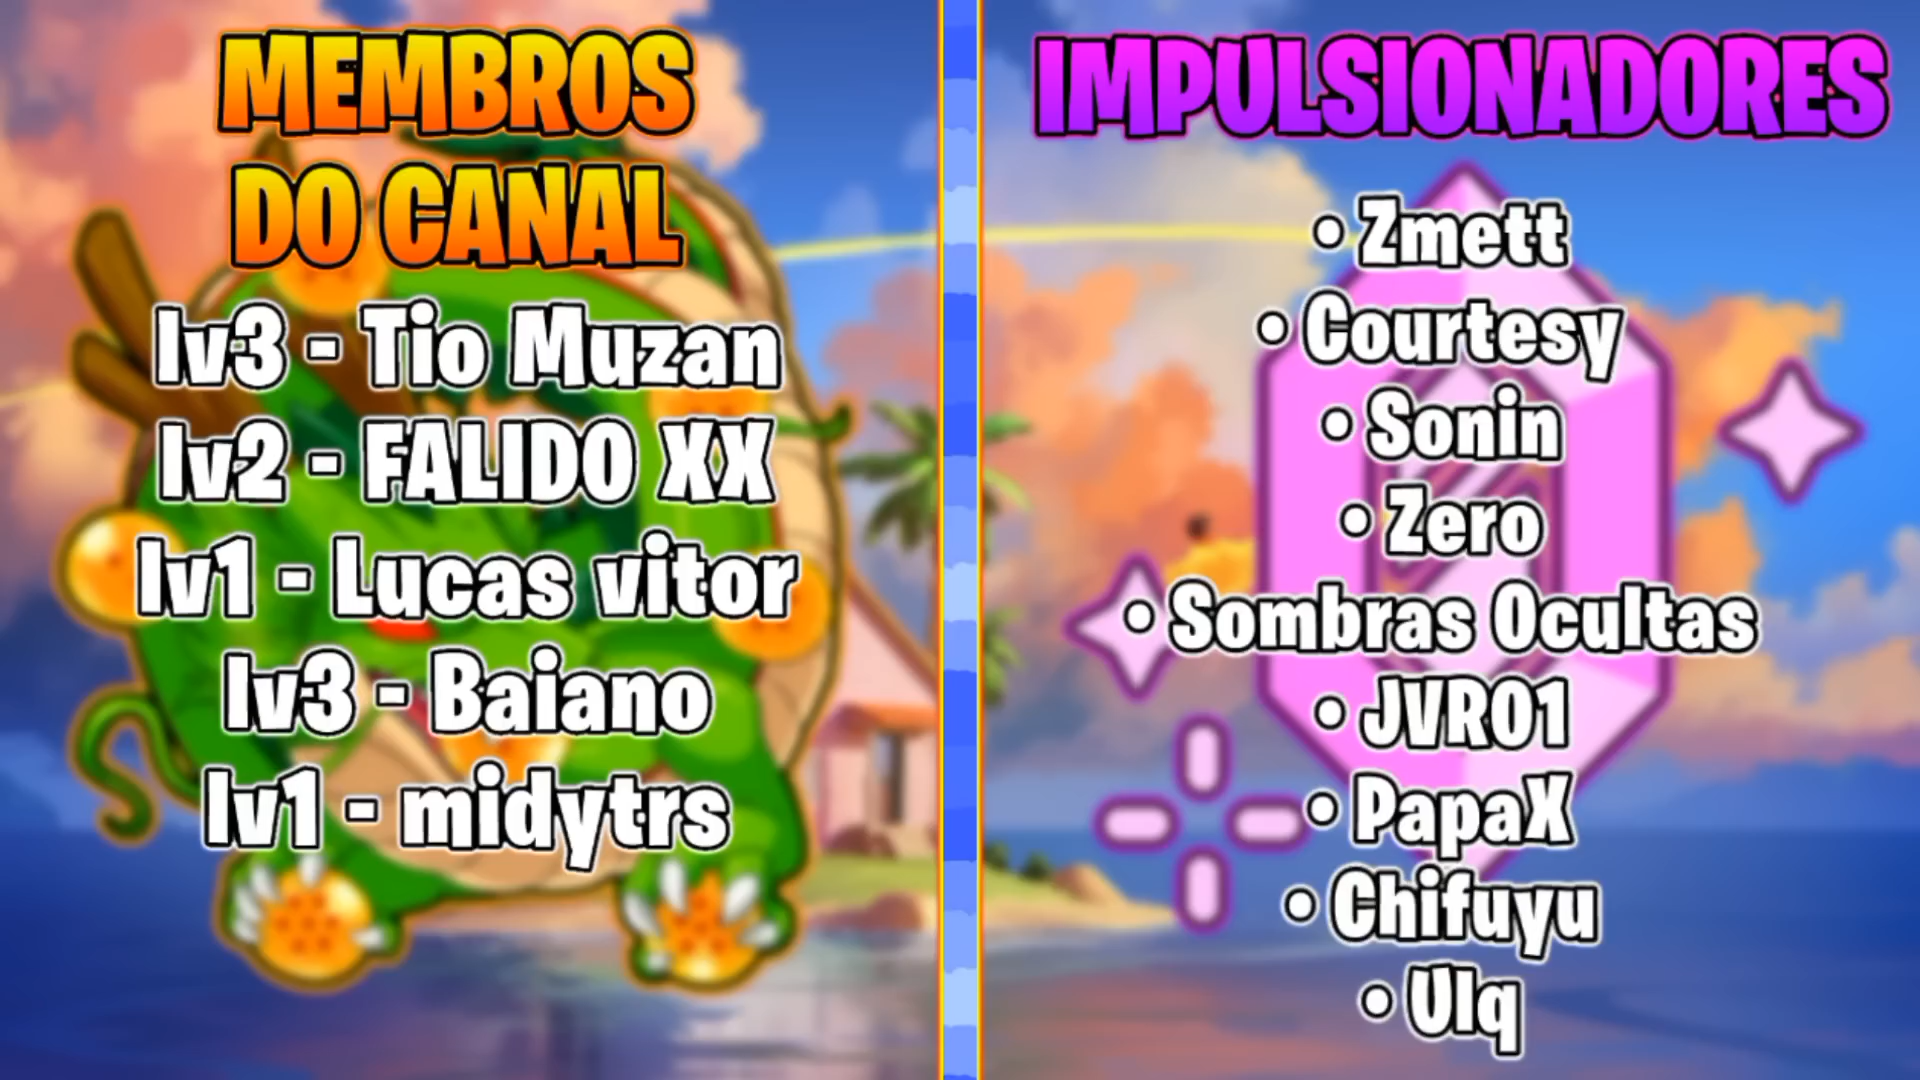 MEMBROS
DO CANAL
lv3 - Tio Muzan
lv2 - FALIDO XX
lv1 - Lucas vitor
lv3 - Baiano
lv1 - midytrs
IMPULSIONADORES
• Zmett
• Courtesy
• Sonin
• Zero
• Sombras Ocultas
• JVR01
• PapaX
• Chifuyu
• Ulq